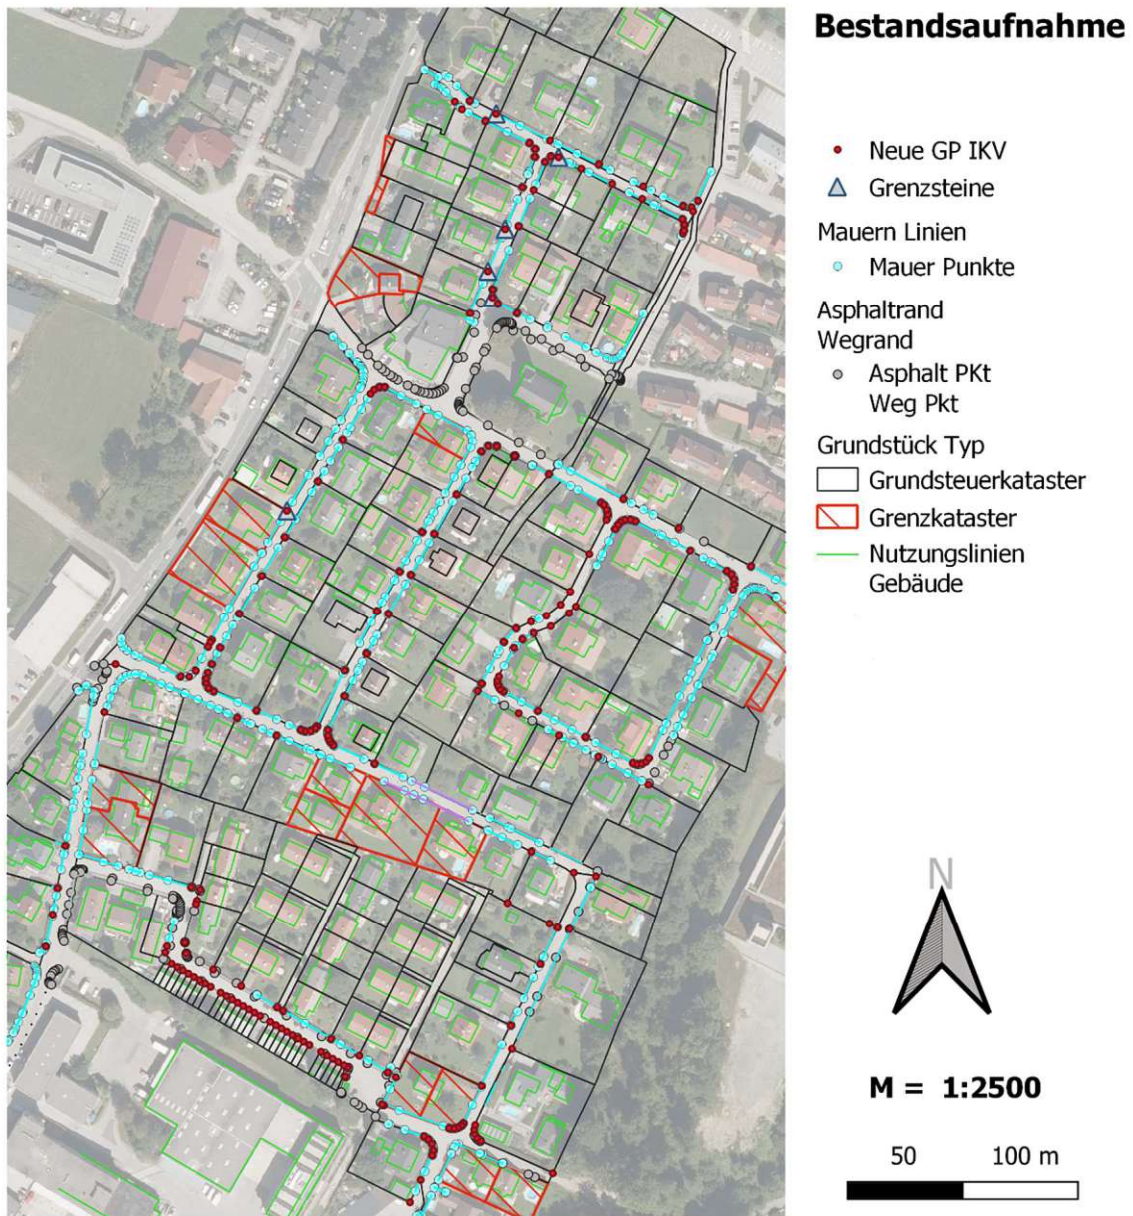 Bestandsaufnahme
Neue GP IKV
Grenzsteine
Mauern Linien
Mauer Punkte
Asphaltrand
Wegrand
Asphalt PKt
Weg Pkt
Grundstück Typ
Grundsteuerkataster
Grenzkataster
Nutzungslinien
Gebäude
N
M = 1:2500
50 100 m